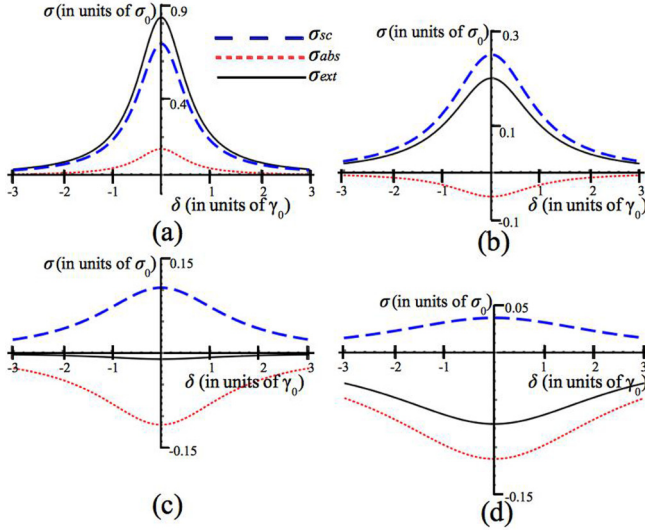 σ(in units of σ0) 0.9
0.4
-3 -2 -1 1 2 3
δ (in units of γ0)
(a)
σsc
σabs
σext
σ(in units of σ0) 0.3
0.1
-3 -2 -1 1 2 3
δ (in units of γ0)
-0.1
(b)
σ(in units of σ0) 0.15
-3 -2 -1 1 2 3
δ (in units of γ0)
-0.15
(c)
σ(in units of σ0) 0.05
-3 -2 -1 1 2 3
δ (in units of γ0)
-0.15
(d)